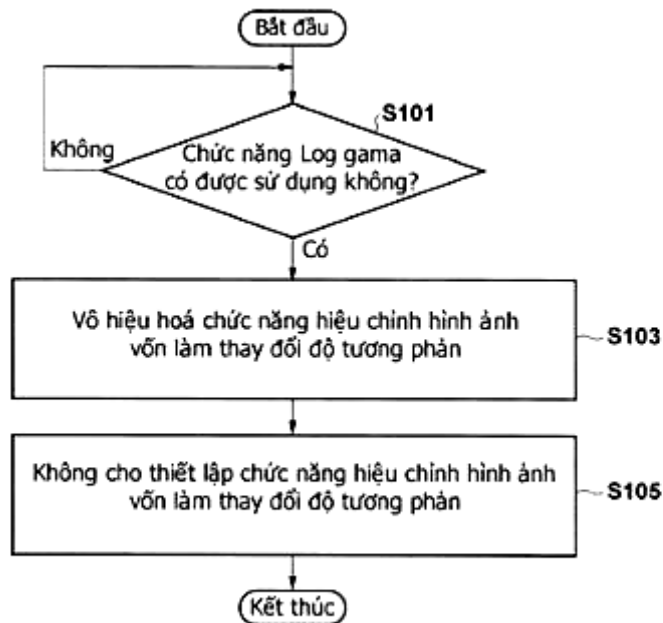 Bắt đầu
S101
Không
Chức năng Log gama
có được sử dụng không?
Có
Vô hiệu hoá chức năng hiệu chỉnh hình ảnh
vốn làm thay đổi độ tương phản
S103
Không cho thiết lập chức năng hiệu chỉnh hình ảnh
vốn làm thay đổi độ tương phản
S105
Kết thúc